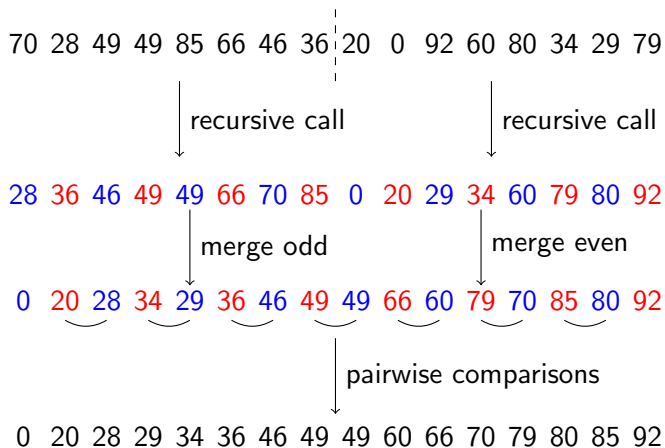 70 28 49 49 85 66 46 36 20 0 92 60 80 34 29 79
recursive call recursive call
28 36 46 49 49 66 70 85 0 20 29 34 60 79 80 92
merge odd merge even
0 20 28 34 29 36 46 49 49 66 60 79 70 85 80 92
pairwise comparisons
0 20 28 29 34 36 46 49 49 60 66 70 79 80 85 92